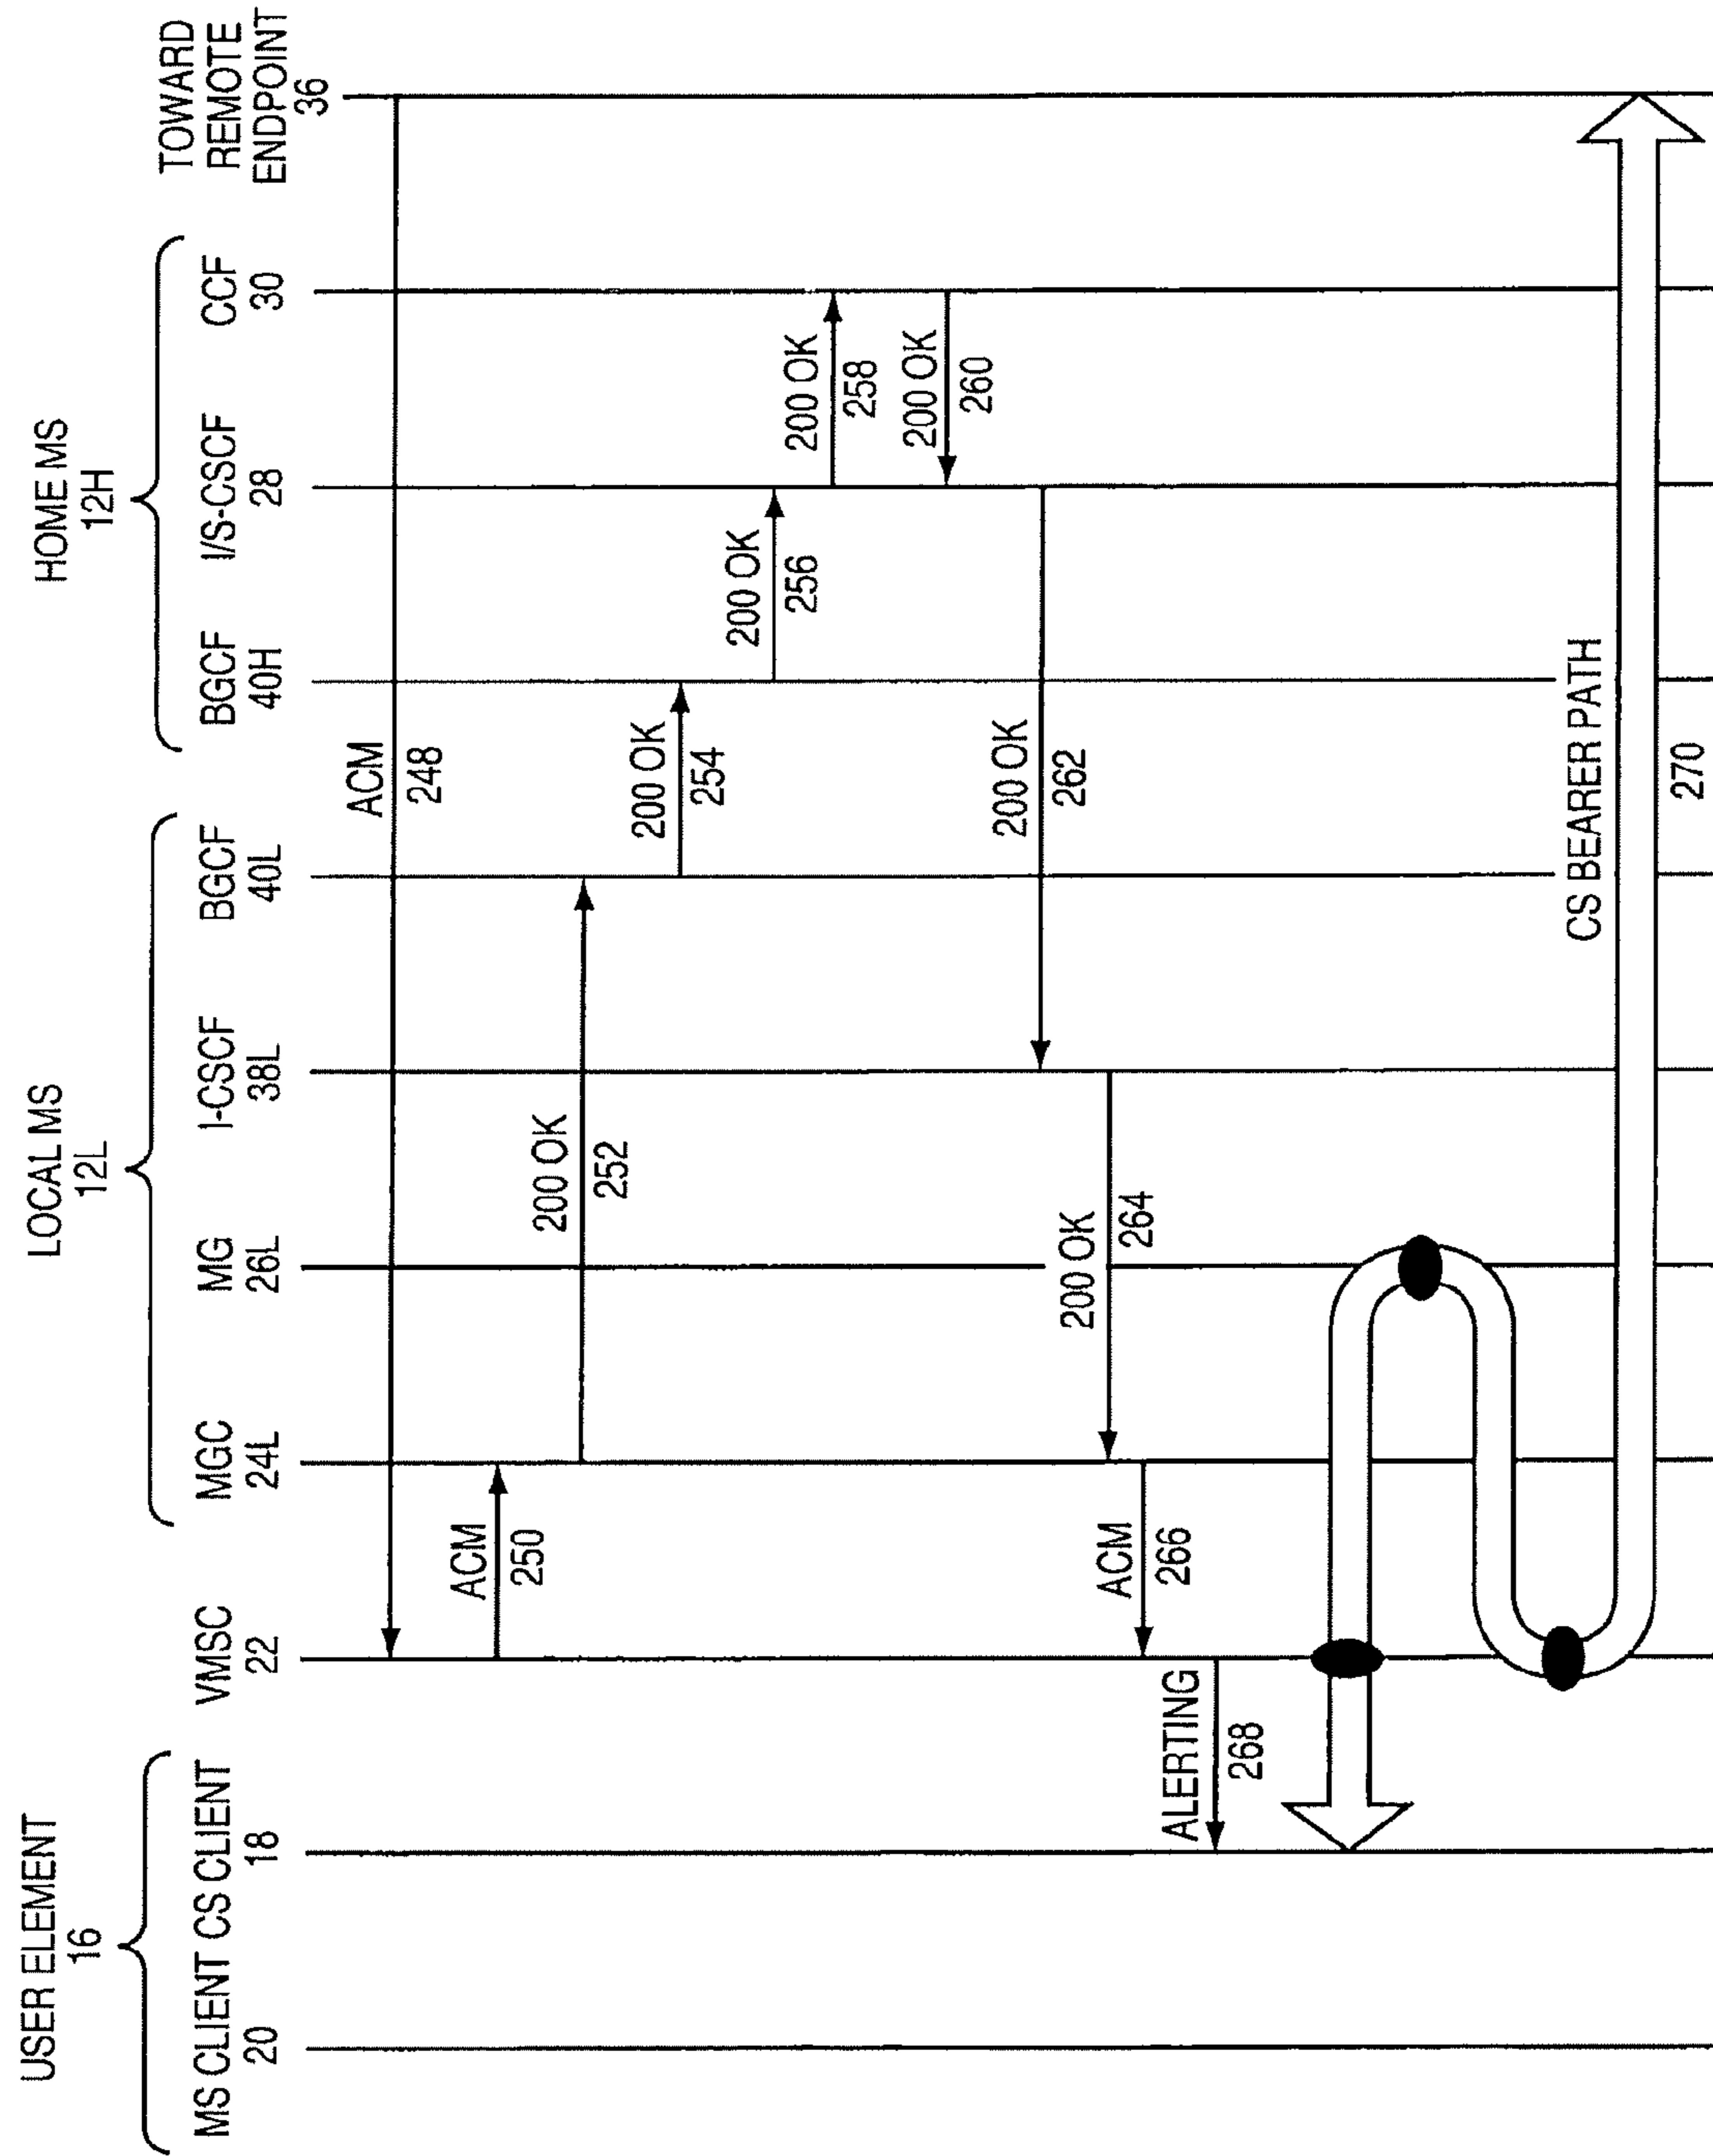 USER ELEMENT
16
LOCAL MS
12L
HOME MS
12H
MS CLIENT
20
CS CLIENT
18
VMSC
22
MGC
24L
MG
26L
I-CSCF
38L
BGCF
40L
BGCF
40H
I/S-CSCF
28
CCF
30
TOWARD
REMOTE
ENDPOINT
36
ACM
248
ACM
250
200 OK
252
200 OK
254
200 OK
256
200 OK
258
200 OK
260
200 OK
262
200 OK
264
ACM
266
ALERTING
268
CS BEARER PATH
270